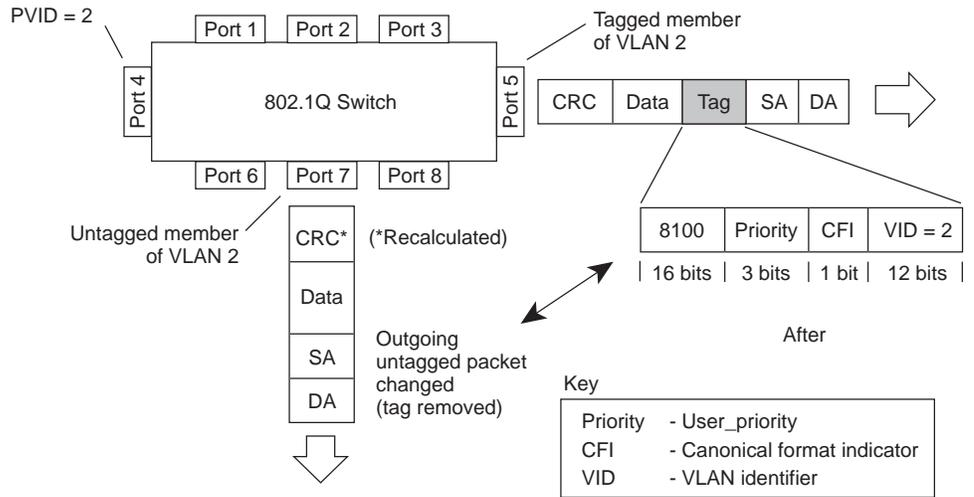 PVID = 2
Port 1
Port 2
Port 3
Tagged member
of VLAN 2
Port 4
802.1Q Switch
Port 5
CRC
Data
Tag
SA
DA
Port 6
Port 7
Port 8
Untagged member
of VLAN 2
CRC*
(*Recalculated)
8100
Priority
CFI
VID = 2
16 bits
3 bits
1 bit
12 bits
Data
After
SA
DA
Outgoing
untagged packet
changed
(tag removed)
Key
Priority - User_priority
CFI - Canonical format indicator
VID - VLAN identifier